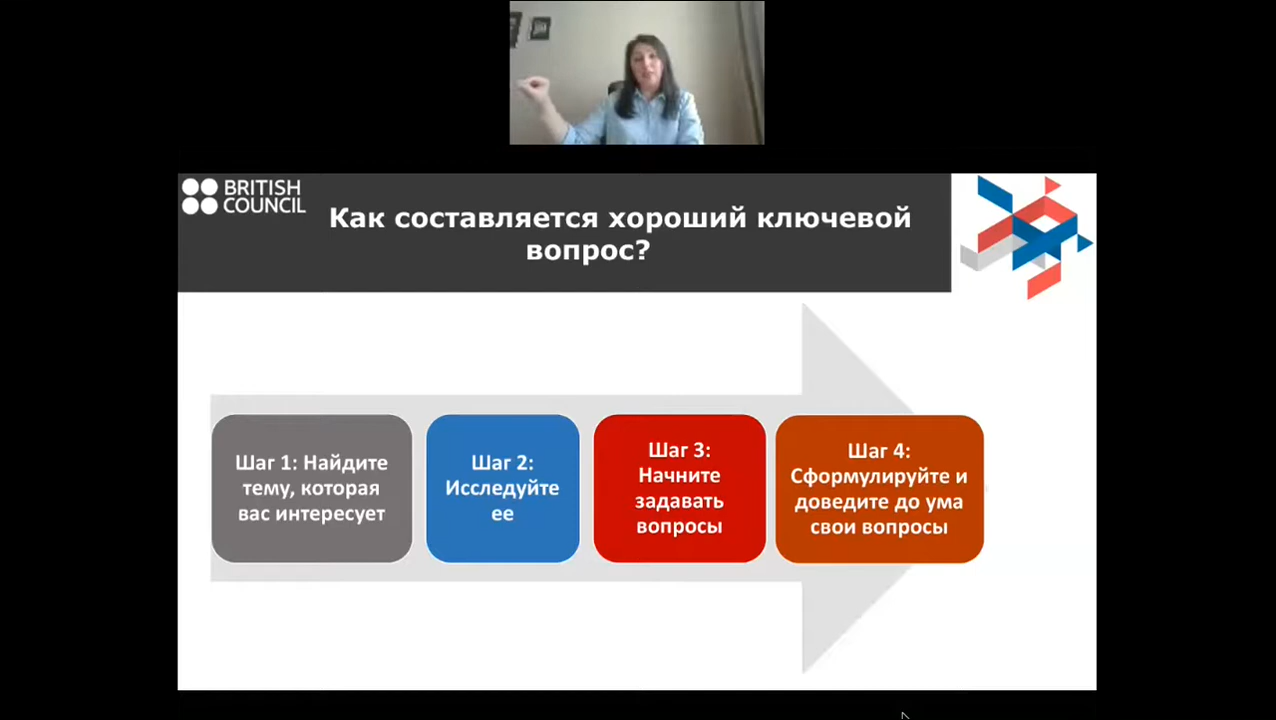 BRITISH
COUNCIL
Как составляется хороший ключевой
вопрос?
Шаг 1: Найдите
тему, которая
вас интересует
Шаг 2:
Исследуйте
ее
Шаг 3:
Начните
задавать
вопросы
Шаг 4:
Сформулируйте и
доведите до ума
свои вопросы